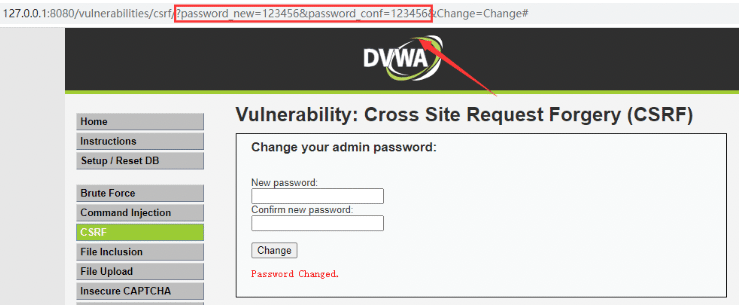 127.0.0.1:8080/vulnerabilities/csrf/?password_new=123456&password_conf=123456&Change=Change#
DVWA
Home
Instructions
Setup / Reset DB
Brute Force
Command Injection
CSRF
File Inclusion
File Upload
Insecure CAPTCHA
Vulnerability: Cross Site Request Forgery (CSRF)
Change your admin password:
New password:
Confirm new password:
Change
Password Changed.